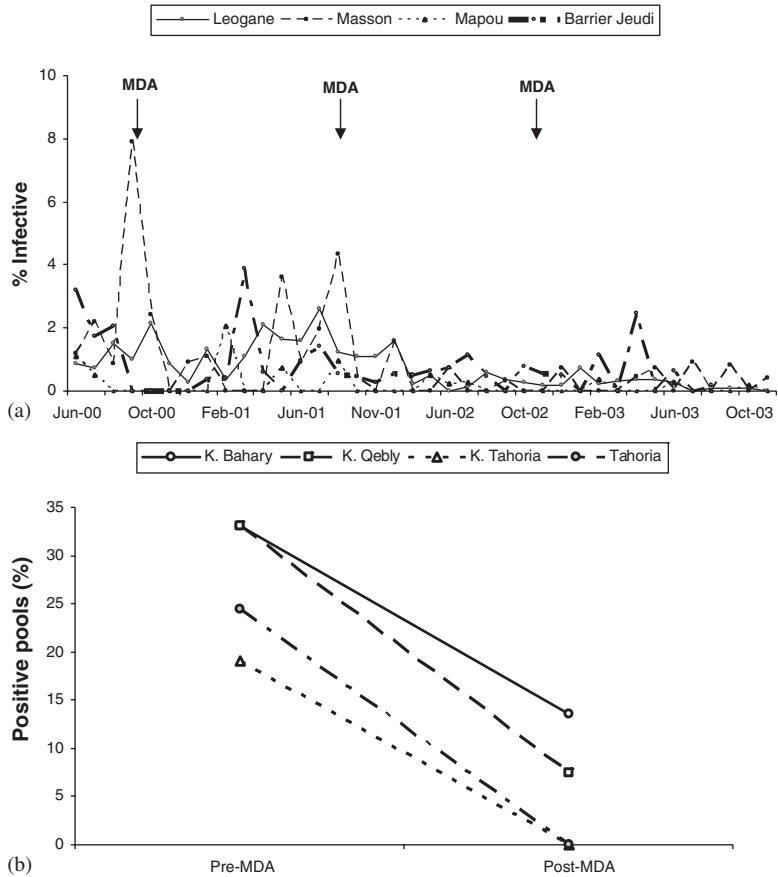 Leogane Masson Mapou Barrier Jeudi
MDA MDA MDA
% Infective
10
8
6
4
2
0
Jun-00 Oct-00 Feb-01 Jun-01 Nov-01 Jun-02 Oct-02 Feb-03 Jun-03 Oct-03
(a)
K. Bahary K. Qebly K. Tahoria Tahoria
Positive pools (%)
35
30
25
20
15
10
5
0
Pre-MDA Post-MDA
(b)